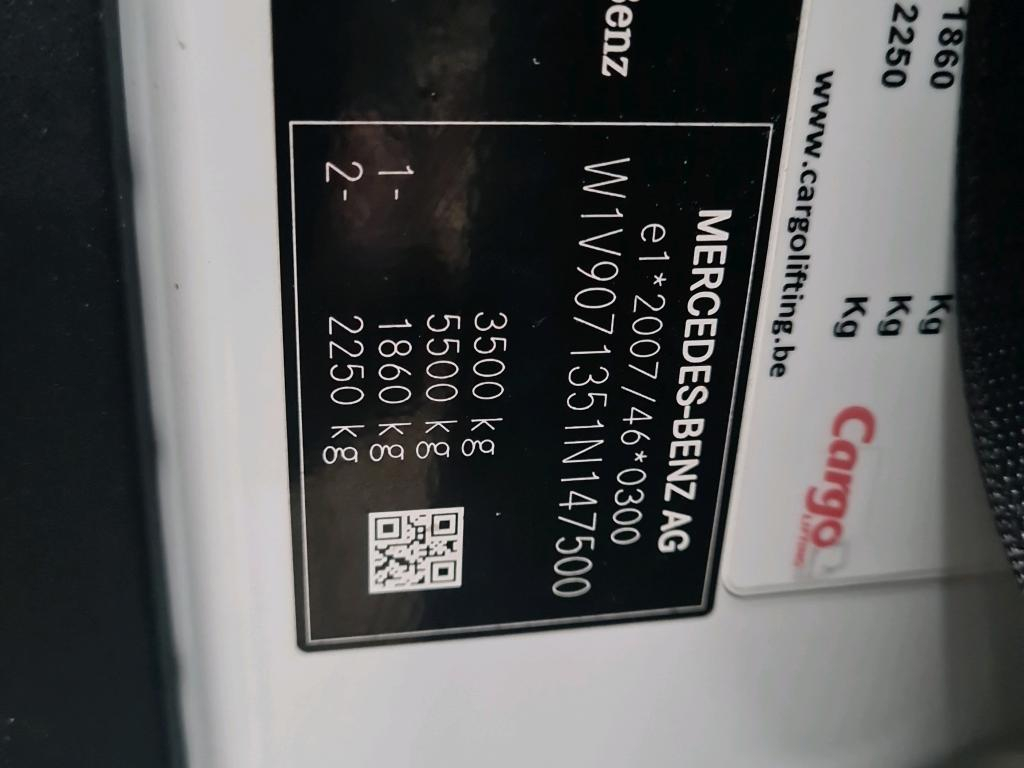 MERCEDES-BENZ AG
e1*2007/46*0300
W1V9071351N147500
3500 kg
5500 kg
1- 1860 kg
2- 2250 kg
enz
1860 Kg
2250 Kg
Kg
www.cargolifting.be
Cargo
LIFTING